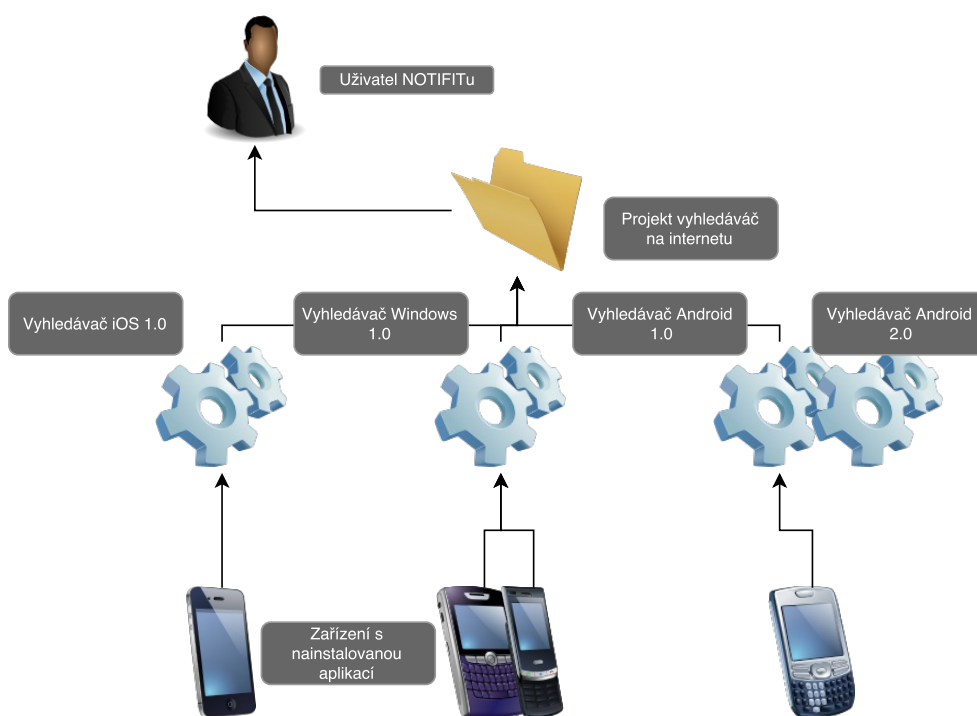 Uživatel NOTIFITu
Projekt vyhledáváč
na internetu
Vyhledávač iOS 1.0
Vyhledávač Windows
1.0
Vyhledávač Android
1.0
Vyhledávač Android
2.0
Zařízení s
nainstalovanou
aplikací